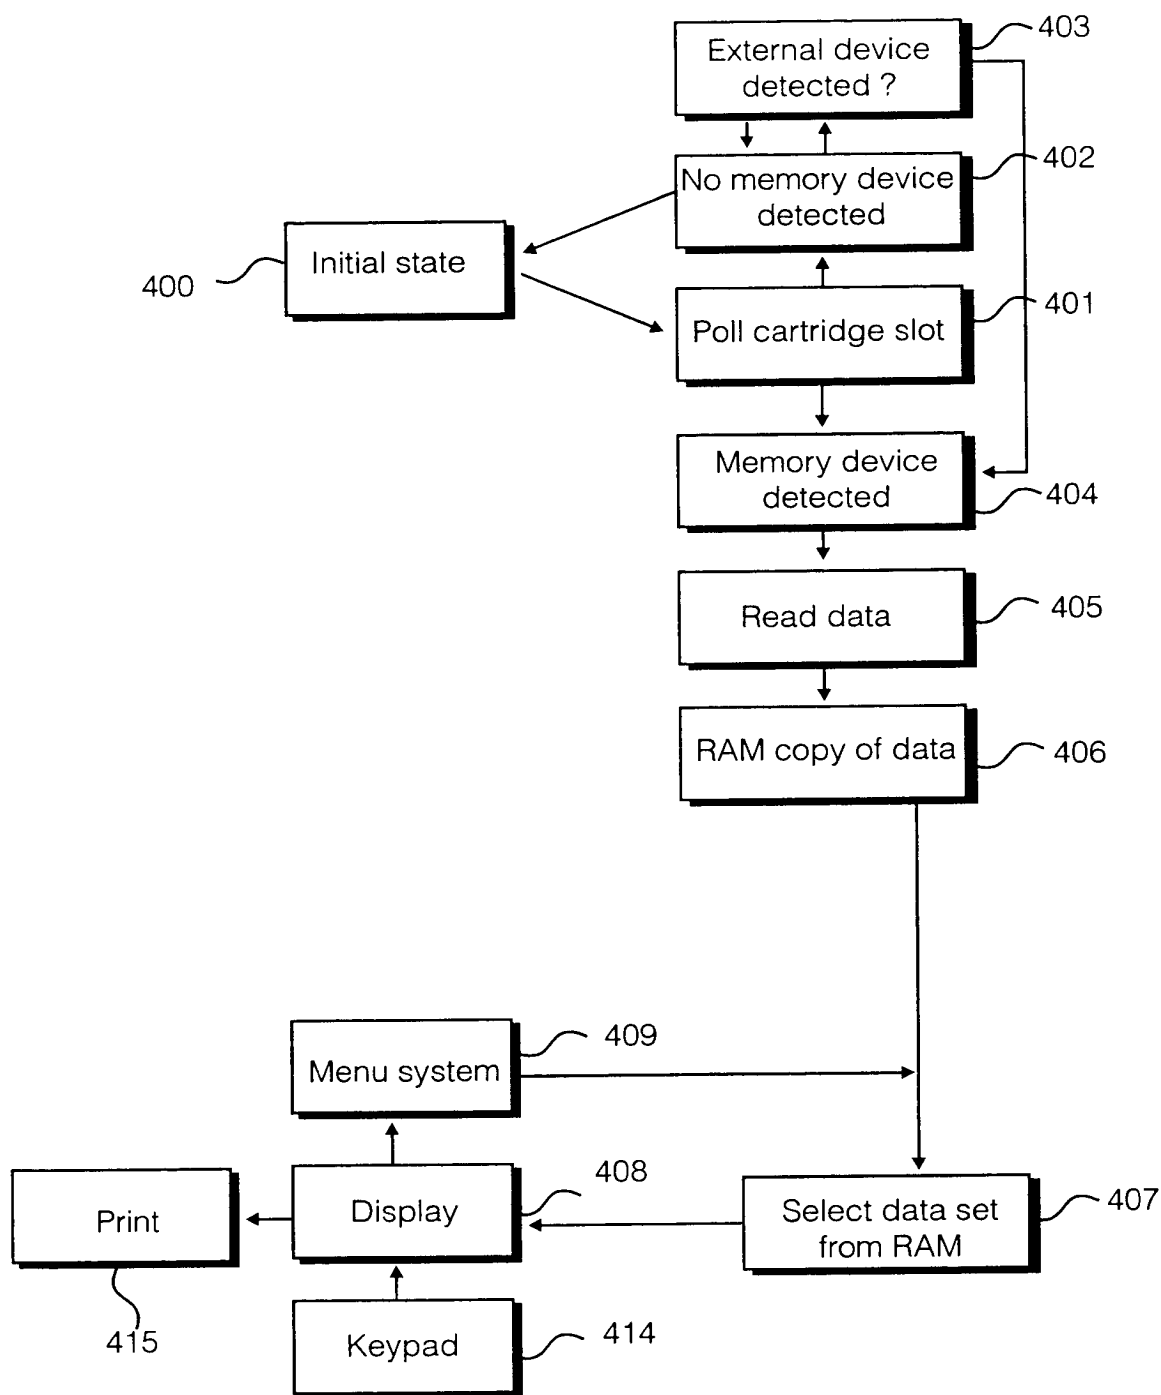 403
External device
detected ?
402
No memory device
detected
Initial state
400
401
Poll cartridge slot
Memory device
detected
404
Read data
405
RAM copy of data
406
409
Menu system
408
Display
Print
415
Select data set
from RAM
407
Keypad
414